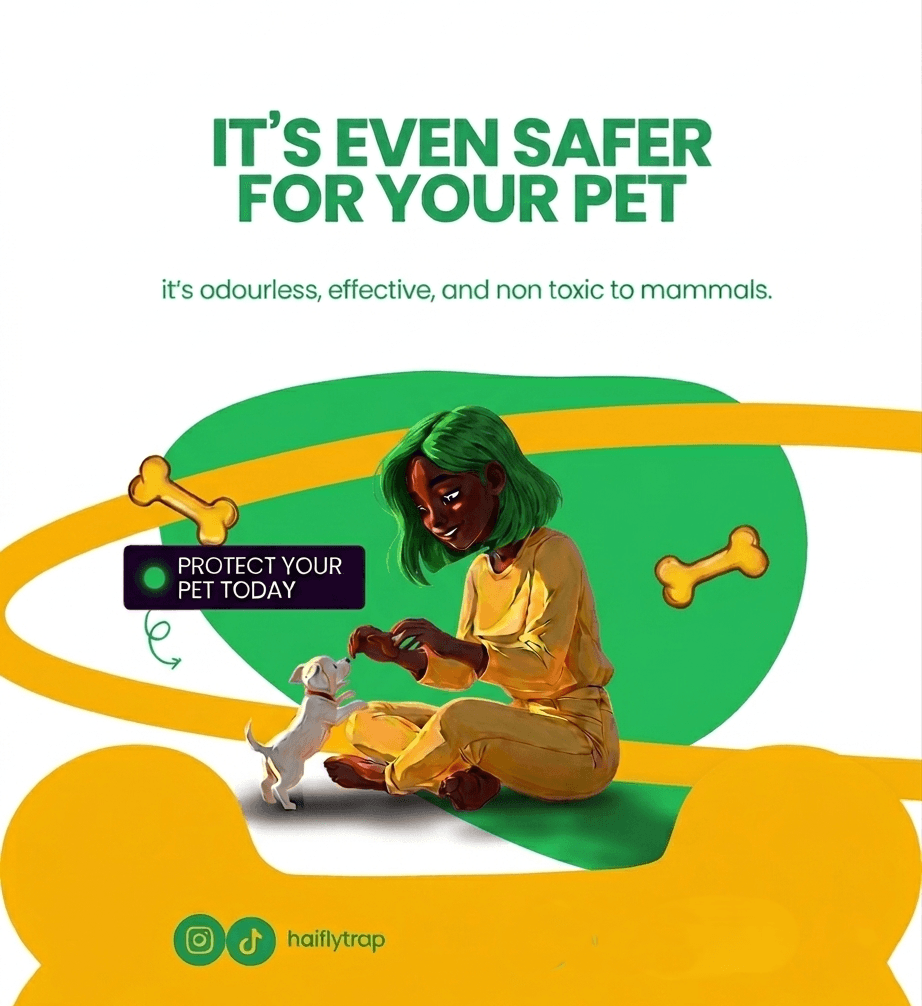 IT’S EVEN SAFER
FOR YOUR PET
it's odourless, effective, and non toxic to mammals.
PROTECT YOUR
PET TODAY
haiflytrap